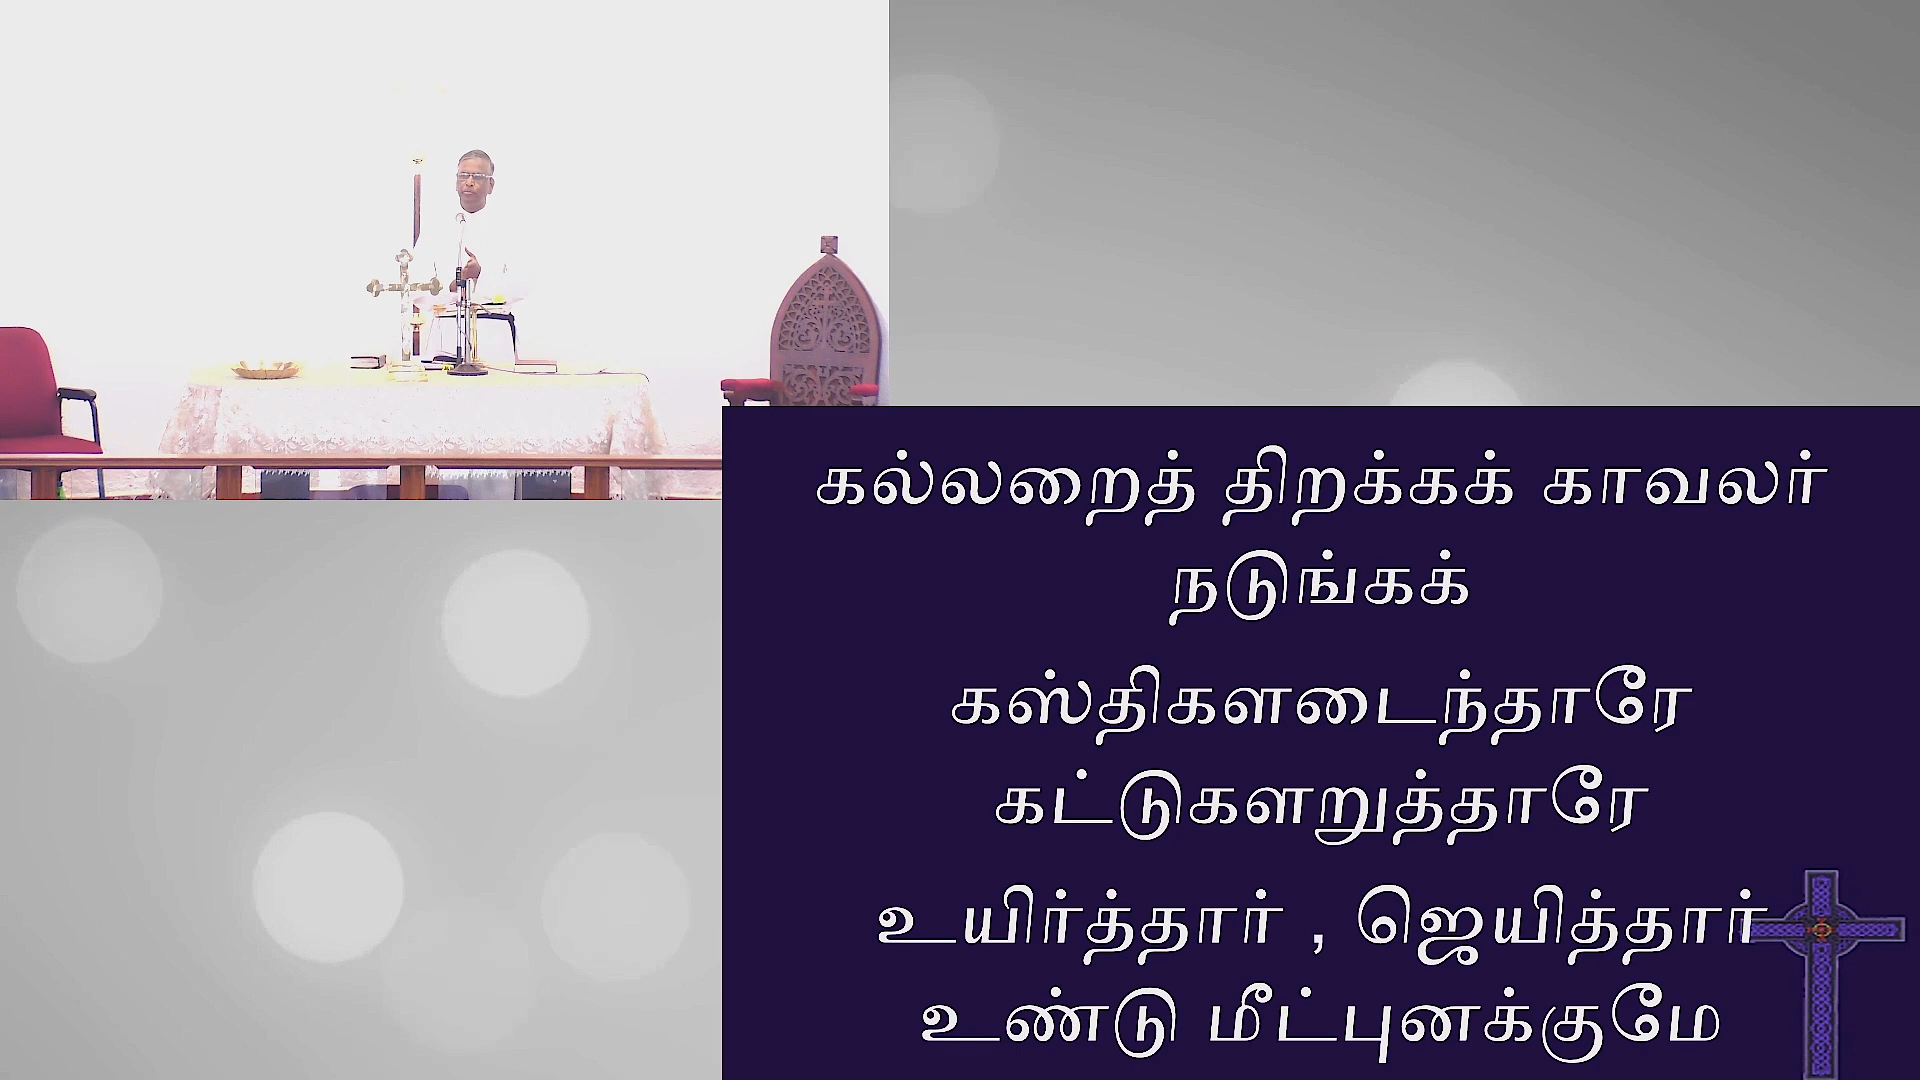 கல்லறைத் திறக்கக் காவலர்
நடுங்கக்
கஸ்திகளடைந்தாரே
கட்டுகளறுத்தாரே
உயிர்த்தார் , ஜெயித்தார்
உண்டு மீட்புனக்குமே